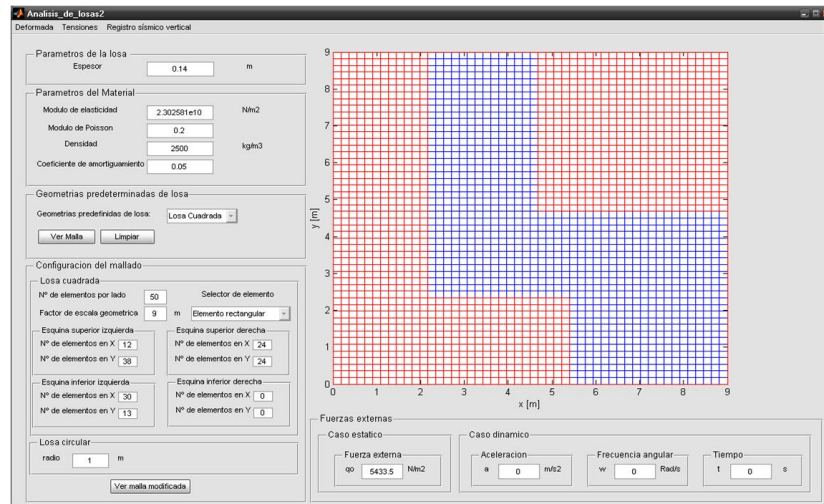 Analisis_de_losas2
Deformada Tensiones Registro sísmico vertical
Parametros de la losa
Espesor 0.14 m
Parametros del Material
Modulo de elasticidad 2.302581e10 N/m2
Modulo de Poisson 0.2
Densidad 2500 kg/m3
Coeficiente de amortiguamiento 0.05
Geometrias predeterminadas de losa
Geometrias predefinidas de losa: Losa Cuadrada
Ver Malla Limpiar
Configuracion del mallado
Losa cuadrada
Nº de elementos por lado 50 Selector de elemento
Factor de escala geometrica 9 m Elemento rectangular
Esquina superior izquierda
Nº de elementos en X 12
Nº de elementos en Y 38
Esquina superior derecha
Nº de elementos en X 24
Nº de elementos en Y 24
Esquina inferior izquierda
Nº de elementos en X 30
Nº de elementos en Y 13
Esquina inferior derecha
Nº de elementos en X 0
Nº de elementos en Y 0
Losa circular
radio 1 m
Ver malla modificada
9
8
7
6
5
4
3
2
1
0
y [m]
0 1 2 3 4 5 6 7 8 9
x [m]
Fuerzas externas
Caso estatico
Fuerza externa
qo 5433.5 N/m2
Caso dinamico
Aceleracion
a 0 m/s2
Frecuencia angular
w 0 Rad/s
Tiempo
t 0 s